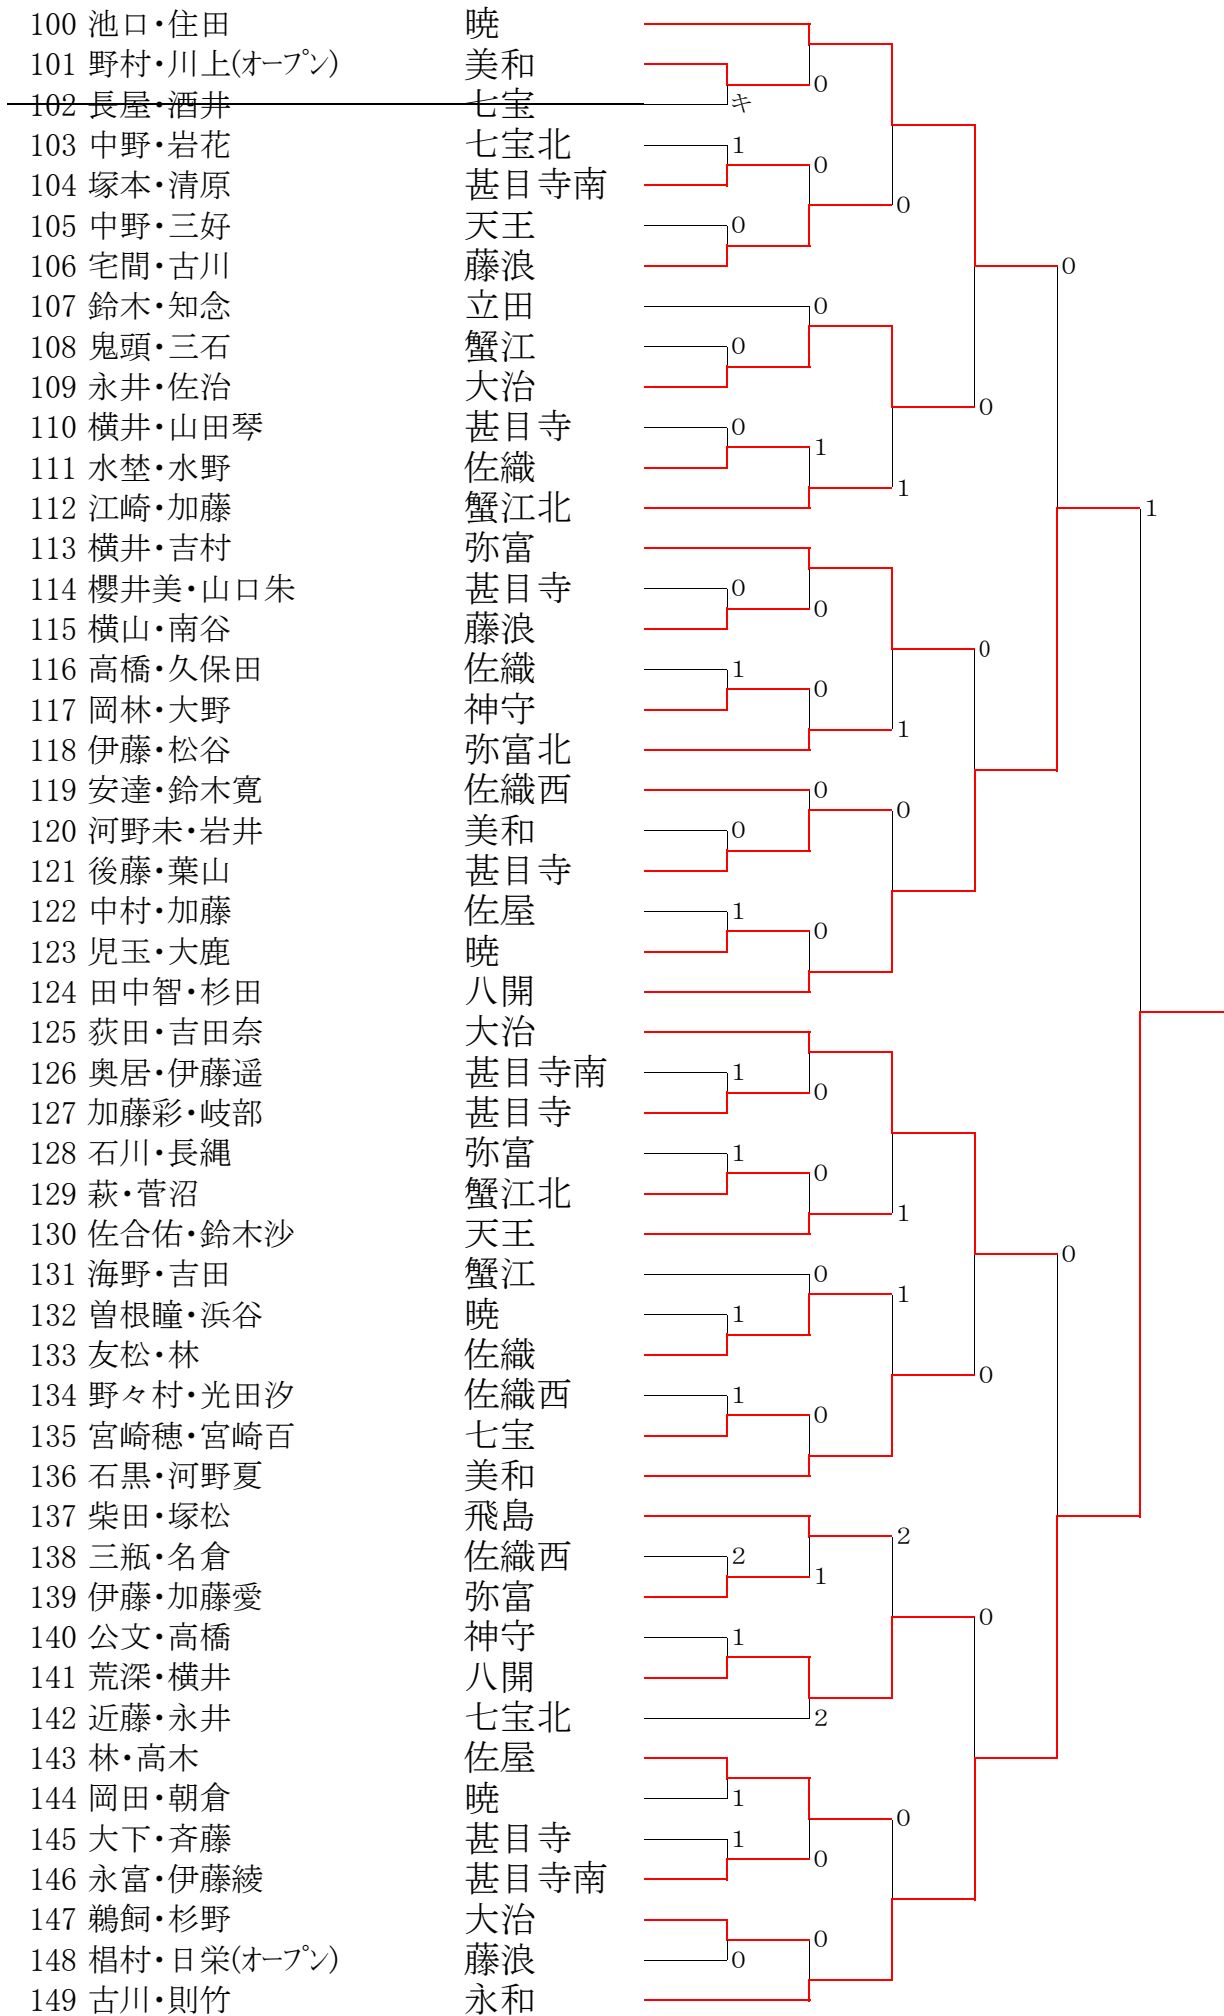 100 池口・住田 暁
101 野村・川上(オープン) 美和
0
102 長屋・酒井 七宝 キ
103 中野・岩花 七宝北 1
0
104 塚本・清原 甚目寺南
0
105 中野・三好 天王 0
106 宅間・古川 藤浪 0
107 鈴木・知念 立田 0
108 鬼頭・三石 蟹江 0
109 永井・佐治 大治
0
110 横井・山田琴 甚目寺 0
1
111 水埜・水野 佐織
1
112 江崎・加藤 蟹江北 1
113 横井・吉村 弥富
114 櫻井美・山口朱 甚目寺 0
0
115 横山・南谷 藤浪
0
116 高橋・久保田 佐織 1
0
117 岡林・大野 神守
1
118 伊藤・松谷 弥富北
119 安達・鈴木寛 佐織西 0
0
120 河野未・岩井 美和 0
121 後藤・葉山 甚目寺
122 中村・加藤 佐屋 1
0
123 児玉・大鹿 暁
124 田中智・杉田 八開
125 荻田・吉田奈 大治
126 奥居・伊藤遥 甚目寺南 1
0
127 加藤彩・岐部 甚目寺
128 石川・長縄 弥富 1
0
129 萩・菅沼 蟹江北
1
130 佐合佑・鈴木沙 天王
0
131 海野・吉田 蟹江 0
1
132 曽根瞳・浜谷 暁 1
133 友松・林 佐織
0
134 野々村・光田汐 佐織西 1
0
135 宮崎穂・宮崎百 七宝
136 石黒・河野夏 美和
137 柴田・塚松 飛島
2
138 三瓶・名倉 佐織西 2
1
139 伊藤・加藤愛 弥富
0
140 公文・高橋 神守 1
141 荒深・横井 八開
142 近藤・永井 七宝北 2
143 林・高木 佐屋
144 岡田・朝倉 暁 1
0
145 大下・斉藤 甚目寺 1
0
146 永富・伊藤綾 甚目寺南
147 鵜飼・杉野 大治
0
148 椙村・日栄(オープン) 藤浪 0
149 古川・則竹 永和